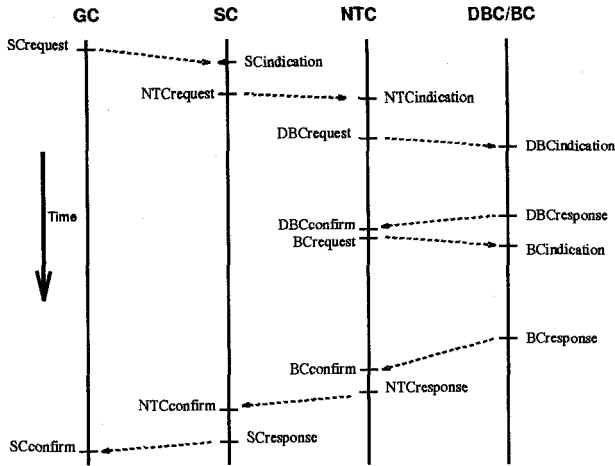 GC SC NTC DBC/BC
SCrequest
SCindication
NTCrequest
NTCindication
DBCrequest
DBCindication
Time
DBCresponse
DBCconfirm
BCrequest
BCindication
BCresponse
BCconfirm
NTCresponse
NTCconfirm
SCresponse
SCconfirm